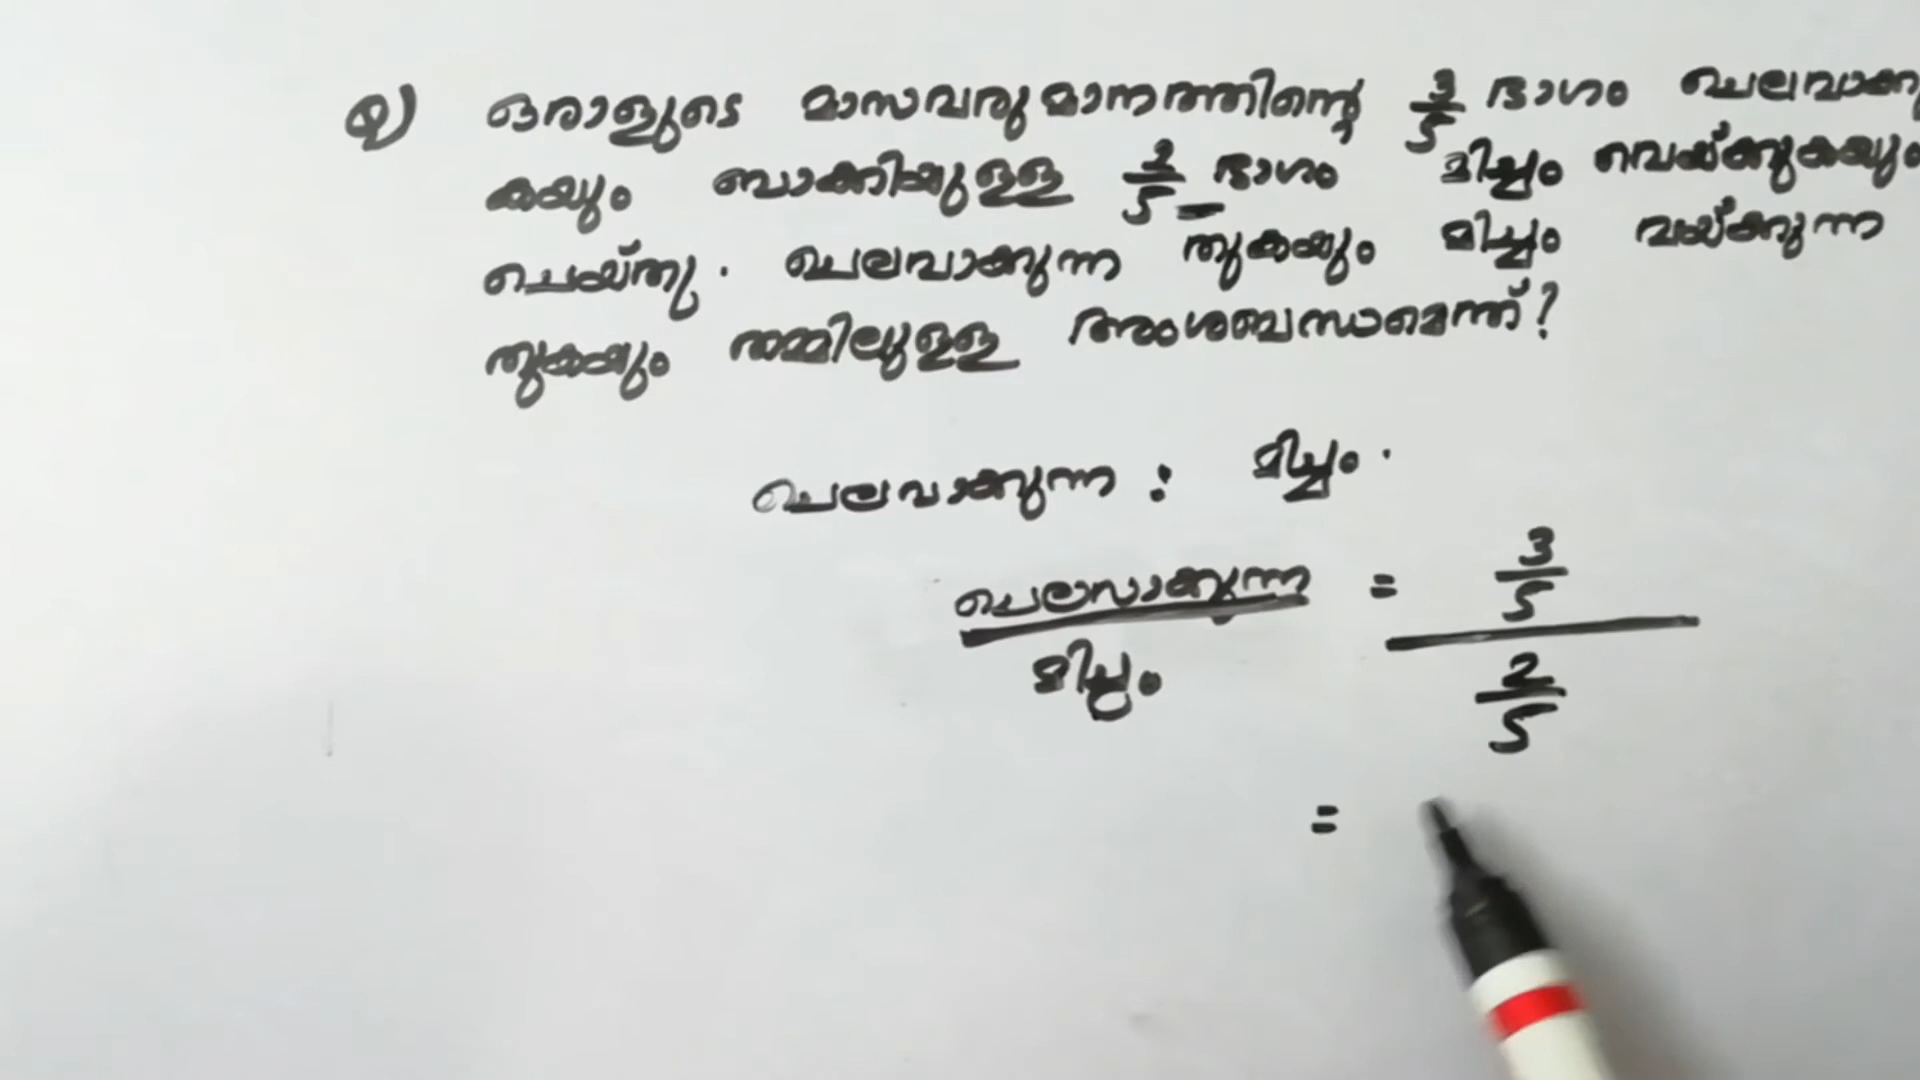 Q) ഒരാളുടെ മാസവരുമാനത്തിന്റെ 3/5 ഭാഗം ചെലവാക്കു
കയും ബാക്കിയുള്ള 2/5 ഭാഗം മിച്ചം വെയ്ക്കുകയും
ചെയ്തു. ചെലവാക്കുന്ന തുകയും മിച്ചം വയ്ക്കുന്ന
തുകയും തമ്മിലുള്ള അംശബന്ധമെന്ത്?
ചെലവാക്കുന്ന : മിച്ചം.
ചെലവാക്കുന്ന = 3/5
മിച്ചം 2/5
=